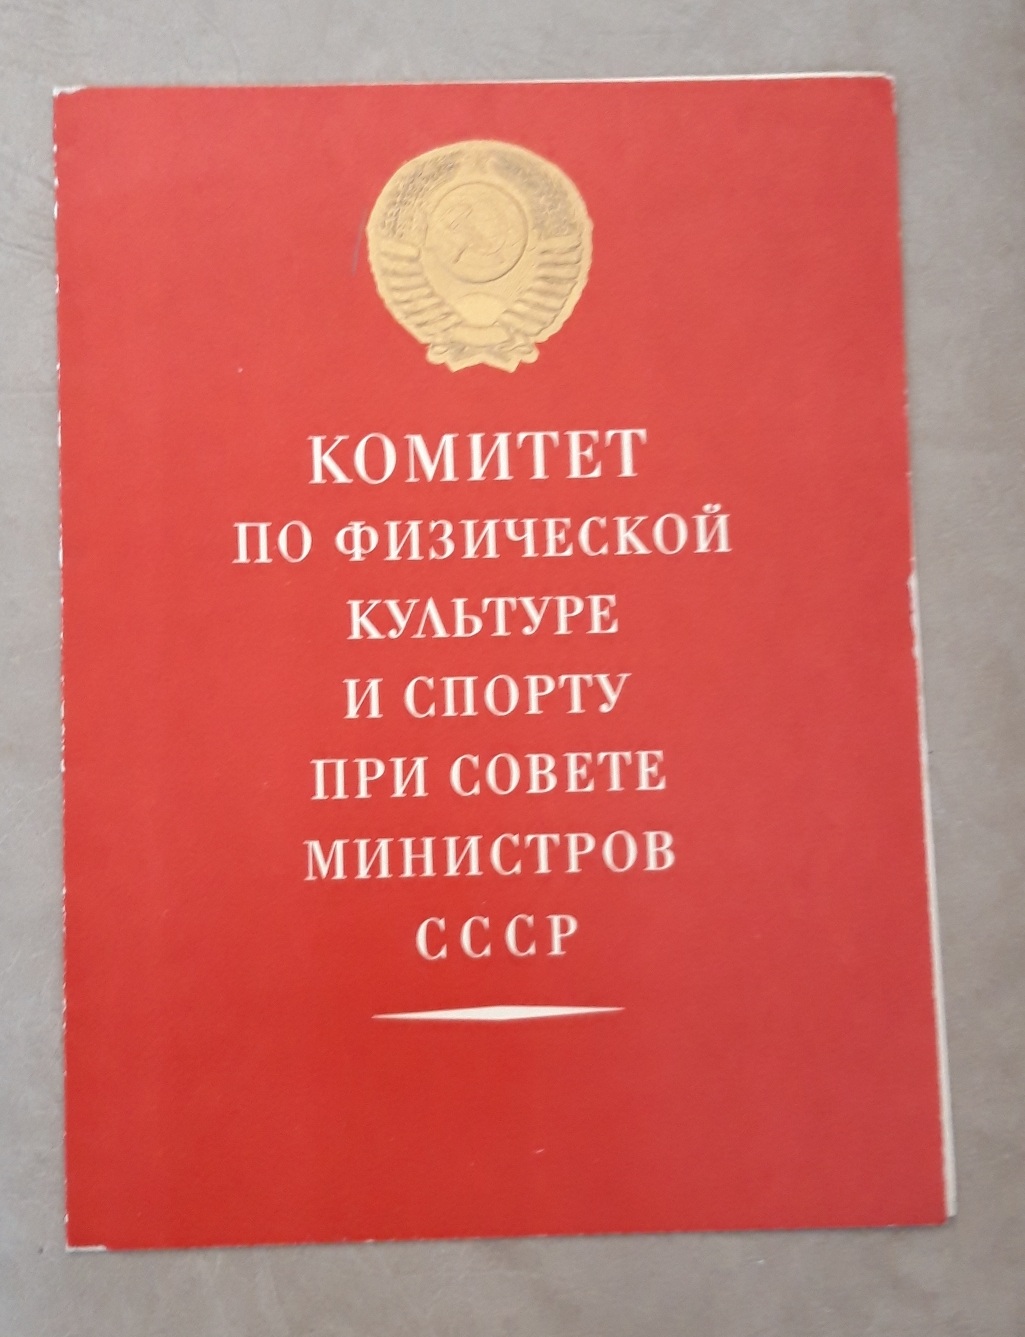 КОМИТЕТ
ПО ФИЗИЧЕСКОЙ
КУЛЬТУРЕ
И СПОРТУ
ПРИ СОВЕТЕ
МИНИСТРОВ
СССР